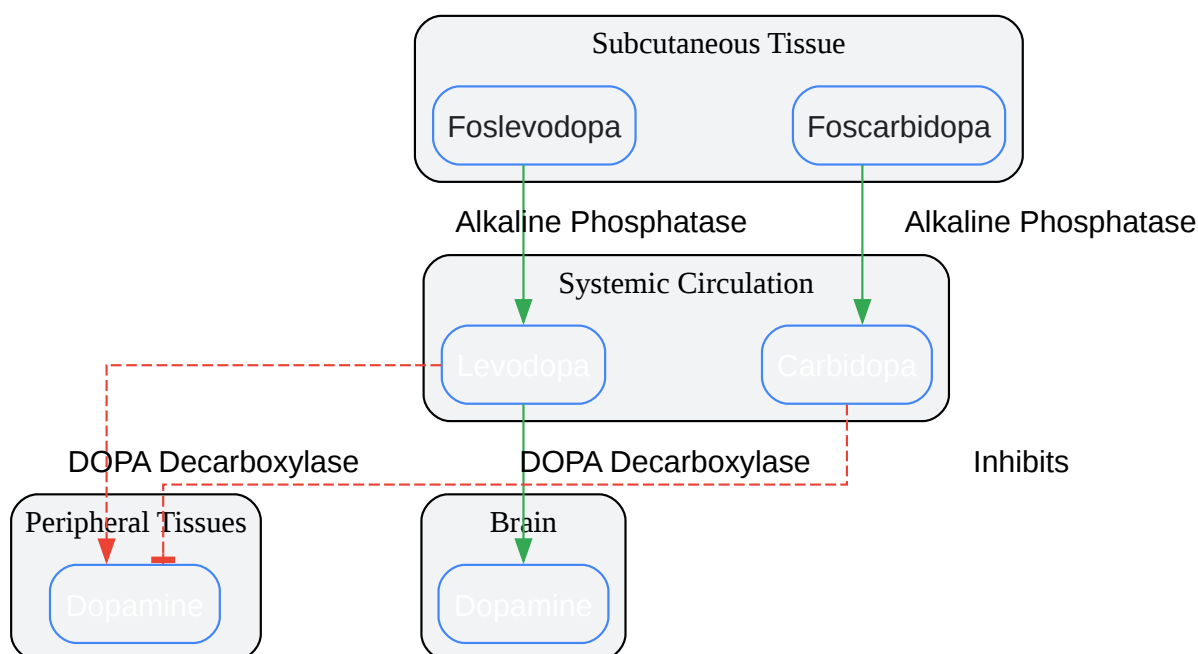 Subcutaneous Tissue
Foslevodopa
Foscarbidopa
Alkaline Phosphatase
Alkaline Phosphatase
Systemic Circulation
Levodopa
Carbidopa
DOPA Decarboxylase
DOPA Decarboxylase
Inhibits
Peripheral Tissues
Brain
Dopamine
Dopamine